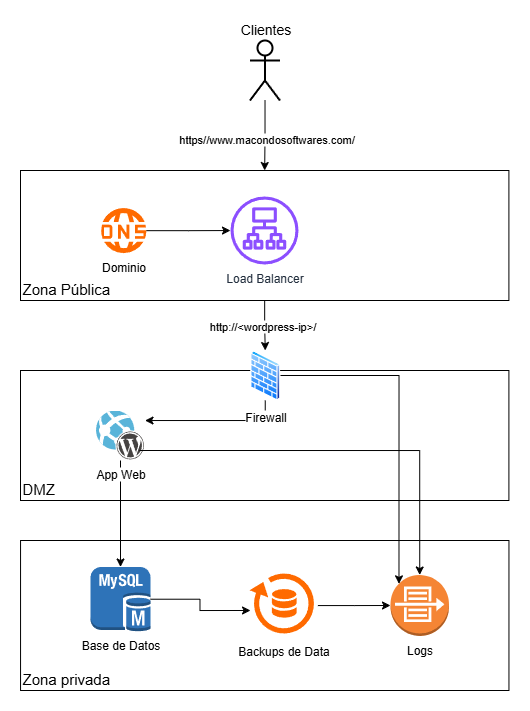 Clientes
https//www.macondosoftwares.com/
DNS
Dominio
Load Balancer
Zona Pública
http://<wordpress-ip>/
Firewall
W
App Web
DMZ
MySQL
M
Base de Datos
Backups de Data
Logs
Zona privada